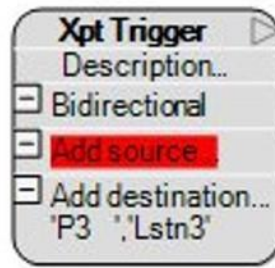 Xpt Trigger
Description...
Bidirectional
Add source...
Add destination...
'P3 ','Lstn3'